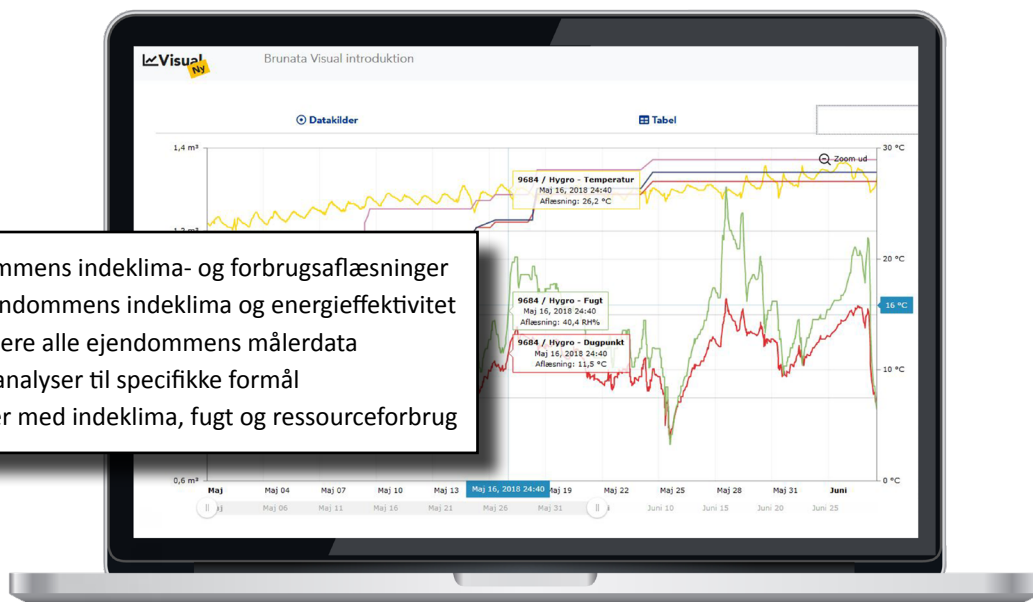 Visual
Ny
Brunata Visual introduktion
Datakilder
Tabel
1,4 m³
30 °C
Zoom ud
9684 / Hygro - Temperatur
Maj 16, 2018 24:40
Aflæsning: 26,2 °C
mmens indeklima- og forbrugsaflæsninger
ndommens indeklima og energieffektivitet
ere alle ejendommens målerdata
analyser til specifikke formål
er med indeklima, fugt og ressourceforbrug
20 °C
9684 / Hygro - Fugt
Maj 16, 2018 24:40
Aflæsning: 40,4 RH%
16 °C
9684 / Hygro - Dugpunkt
Maj 16, 2018 24:40
Aflæsning: 11,5 °C
10 °C
0,6 m³
0 °C
Maj Maj 04 Maj 07 Maj 10 Maj 13 Maj 16, 2018 24:40 Maj 19 Maj 22 Maj 25 Maj 28 Maj 31 Juni
Maj 06 Maj 11 Maj 16 Maj 21 Maj 26 Maj 31 Juni 10 Juni 15 Juni 20 Juni 25